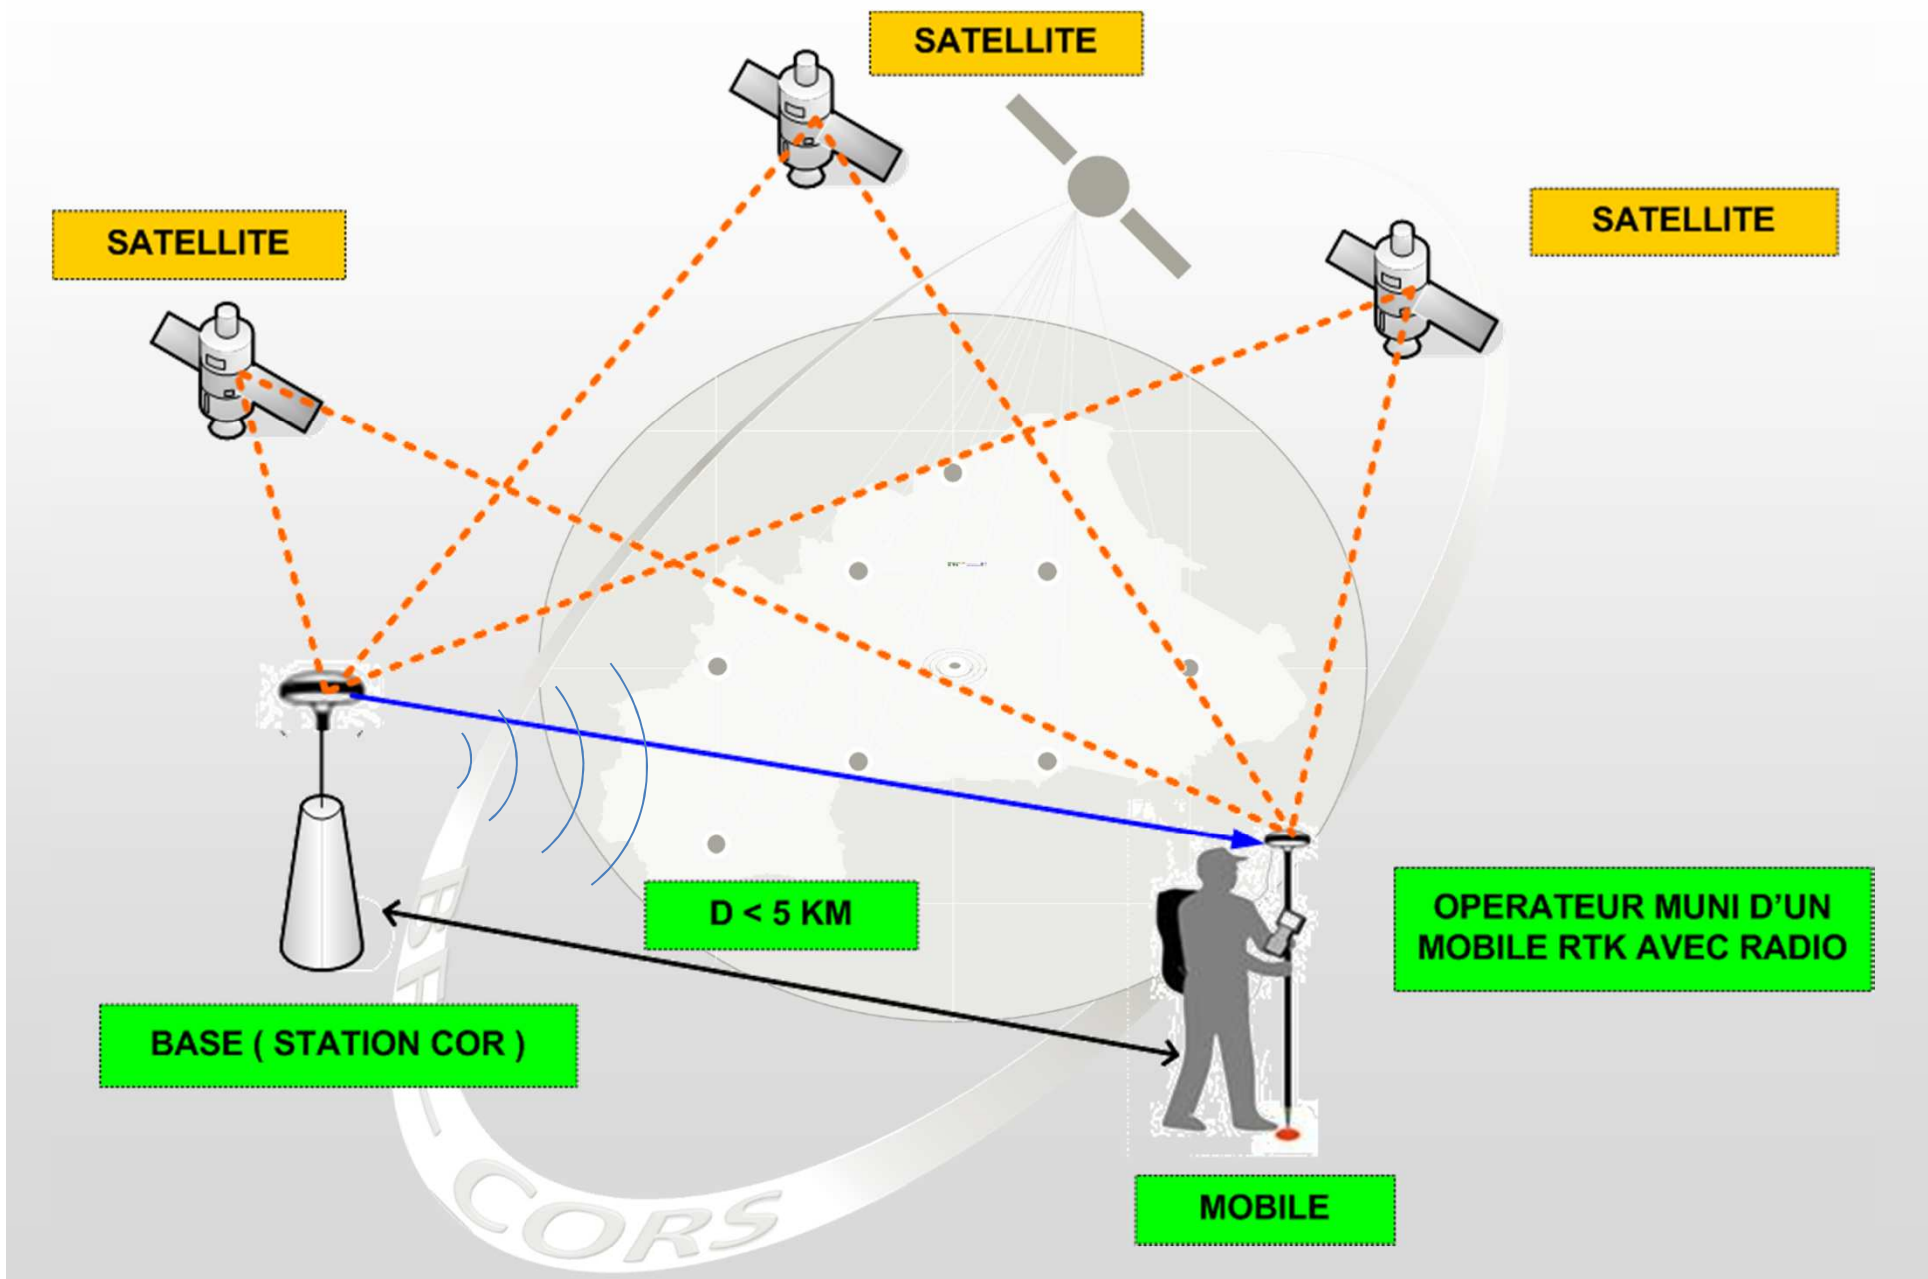 SATELLITE
SATELLITE
SATELLITE
D < 5 KM
OPERATEUR MUNI D'UN
MOBILE RTK AVEC RADIO
BASE ( STATION COR )
MOBILE
CORS